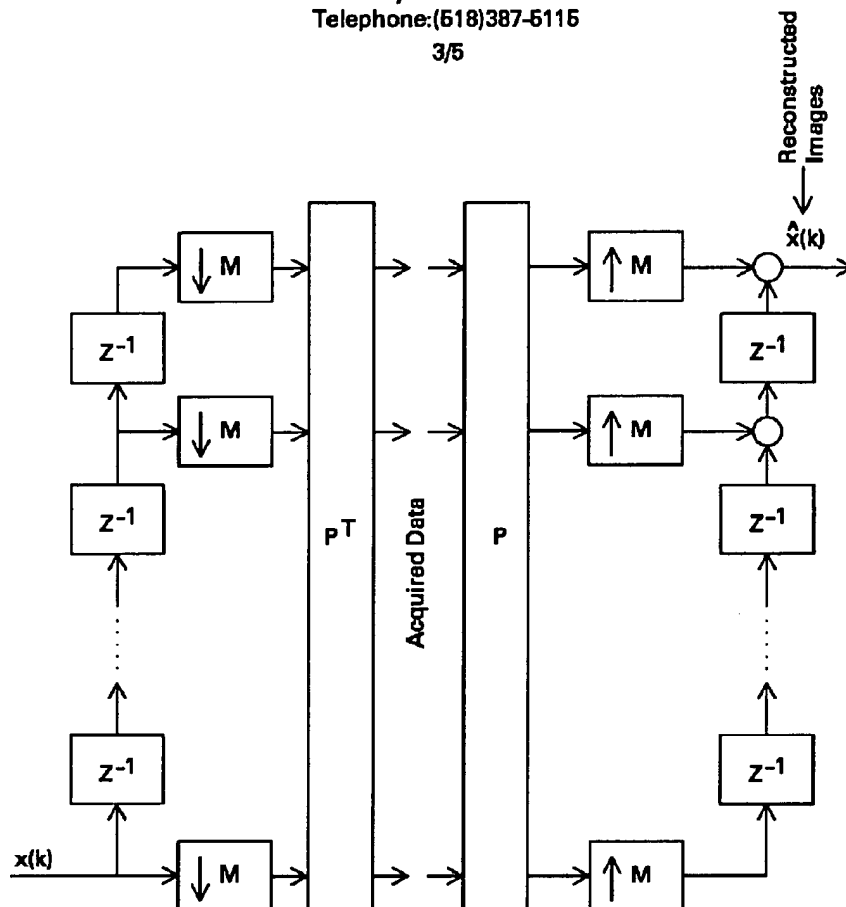 Telephone:(518)387-5115
3/5
Reconstructed
Images
x̂(k)
↓ M
↑ M
Z⁻¹
Z⁻¹
↓ M
↑ M
Z⁻¹
Z⁻¹
Pᵀ
Acquired Data
P
Z⁻¹
Z⁻¹
x(k)
↓ M
↑ M